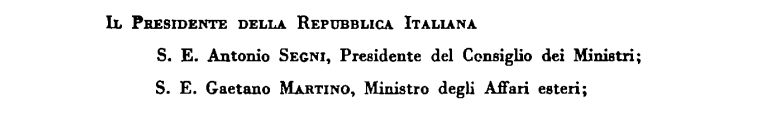 Il Presidente della Repubblica Italiana
S. E. Antonio Segni, Presidente del Consiglio dei Ministri;
S. E. Gaetano Martino, Ministro degli Affari esteri;